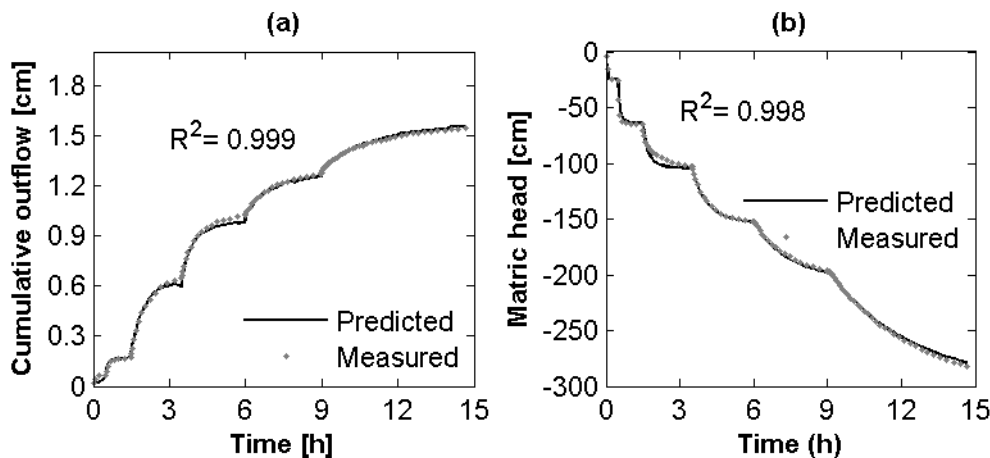 (a)
Cumulative outflow [cm]
1.8
1.5
1.2
0.9
0.6
0.3
0
R²= 0.999
Predicted
Measured
0 3 6 9 12 15
Time [h]
(b)
Matric head [cm]
0
-50
-100
-150
-200
-250
-300
R²= 0.998
Predicted
Measured
0 3 6 9 12 15
Time (h)